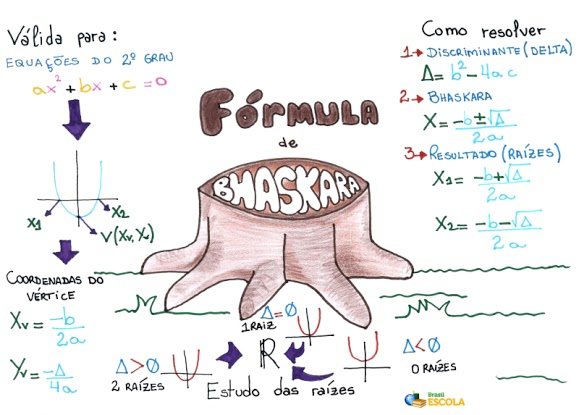 Válida para:
EQUAÇÕES DO 2º GRAU
ax² + bx + c = 0
X1
X2
V(Xv, Yv)
COORDENADAS DO
VÉRTICE
Xv = -b/2a
Yv = -Δ/4a
FÓRMULA
de
BHASKARA
Como resolver
1→ DISCRIMINANTE (DELTA)
Δ = b² - 4ac
2→ BHASKARA
X = -b ± √Δ/2a
3→ RESULTADO (RAÍZES)
X1 = -b + √Δ/2a
X2 = -b - √Δ/2a
Δ = 0
1 RAIZ
Δ > 0
2 RAÍZES
R
Δ < 0
0 RAÍZES
Estudo das raízes
Brasil
ESCOLA